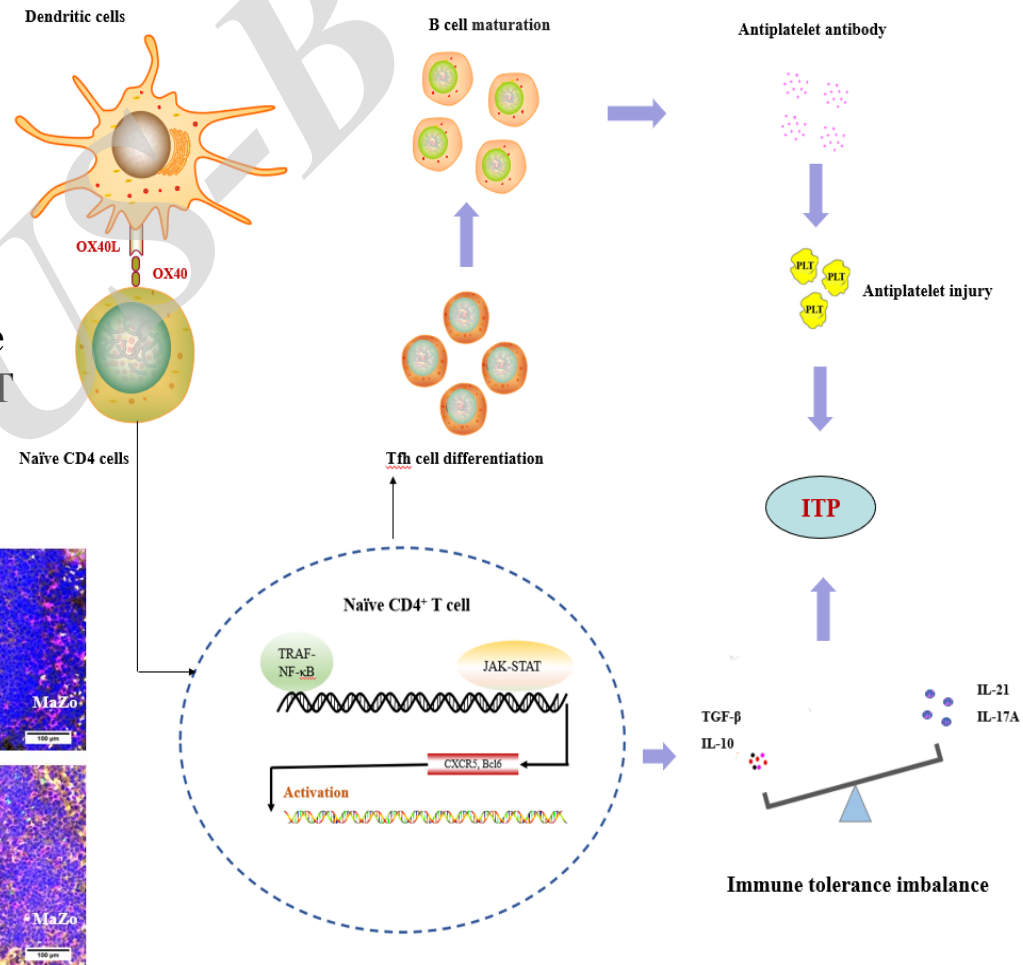 Dendritic cells
B cell maturation
Antiplatelet antibody
US-B
OX40L
OX40
PLT
PLT
PLT
Antiplatelet injury
e
T
Naïve CD4 cells
Tfh cell differentiation
ITP
Naïve CD4⁺ T cell
TRAF-
NF-κB
JAK-STAT
MaZo
100 μm
CXCR5, Bcl6
Activation
TGF-β
IL-10
IL-21
IL-17A
MaZo
100 μm
Immune tolerance imbalance